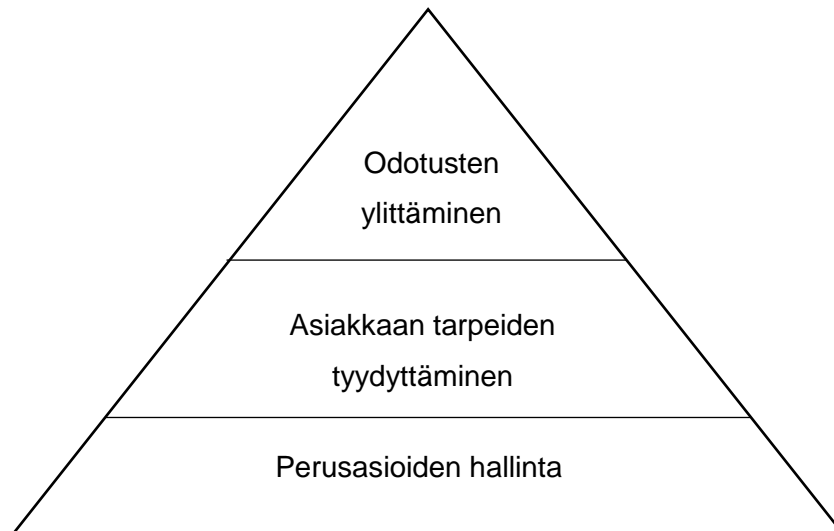 Odotusten
ylittäminen
Asiakkaan tarpeiden
tyydyttäminen
Perusasioiden hallinta